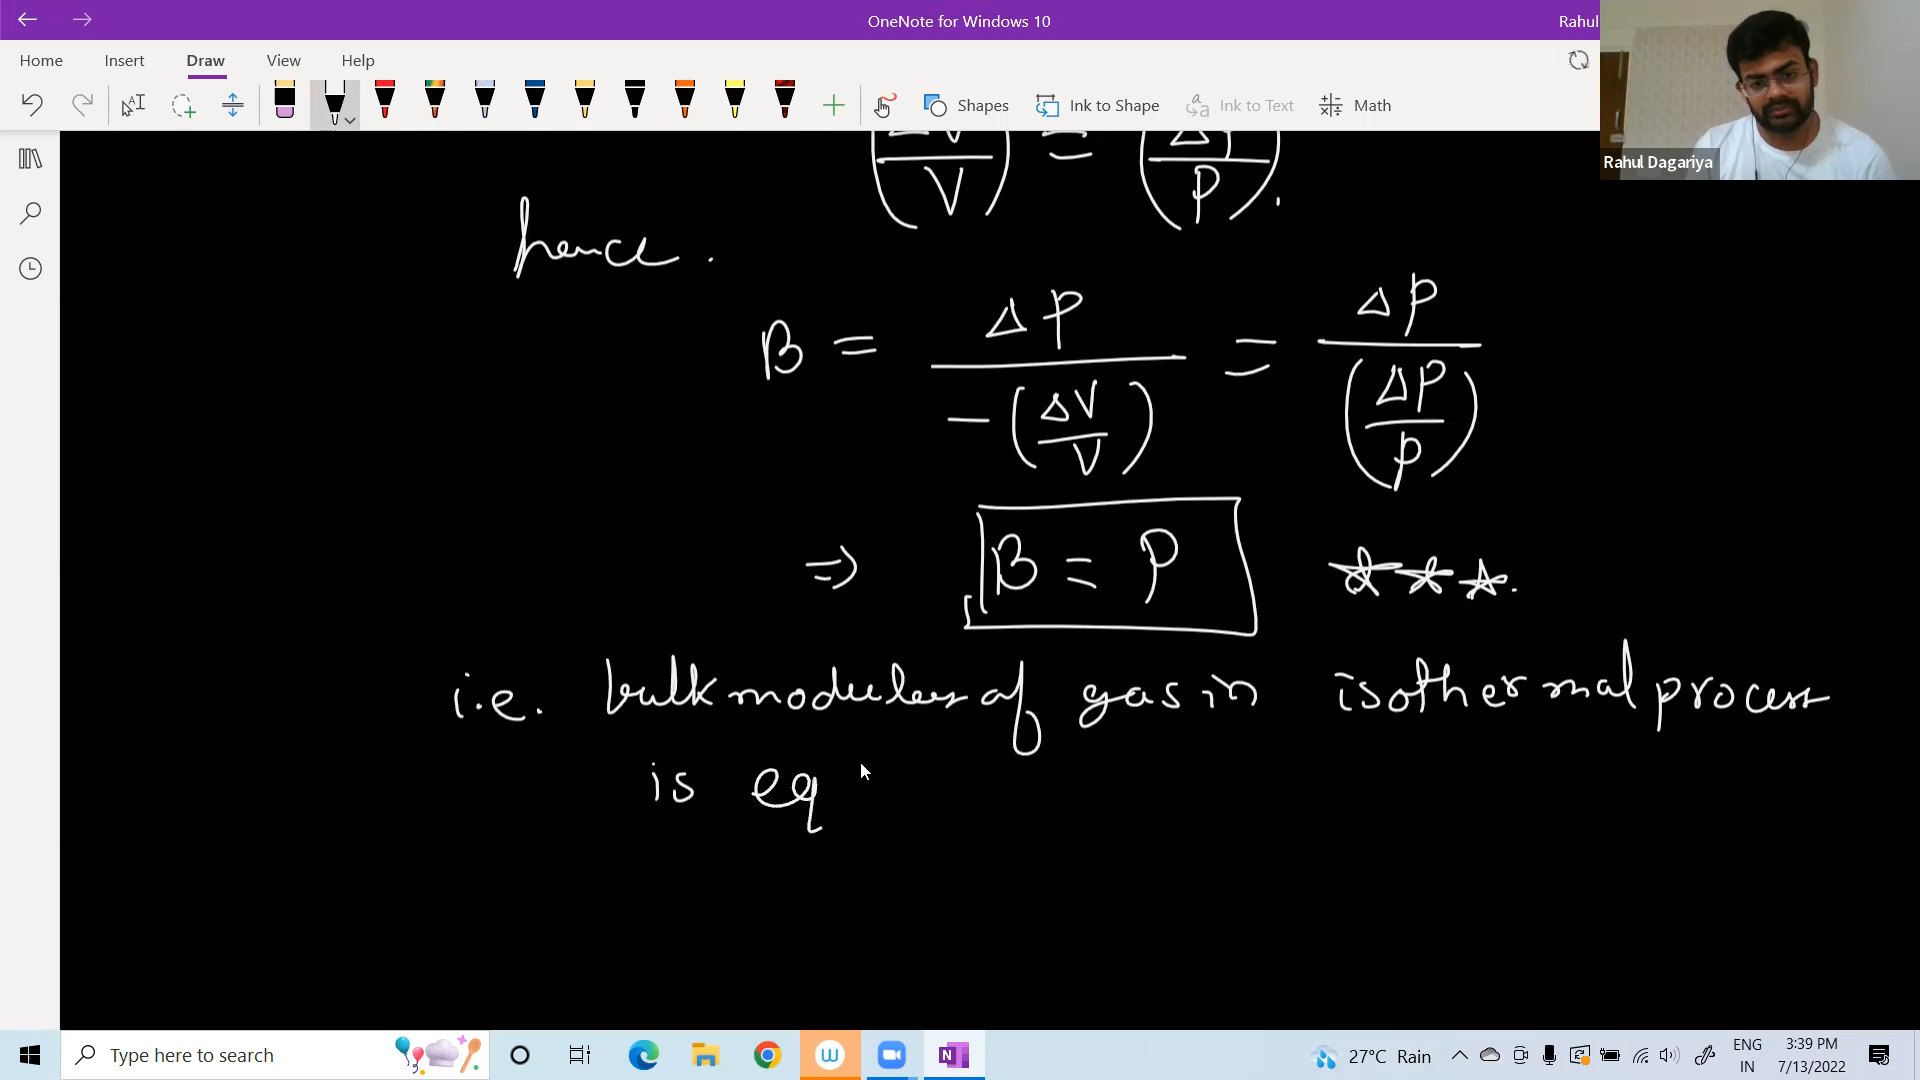 OneNote for Windows 10
Rahul
Home Insert Draw View Help
Shapes Ink to Shape Ink to Text Math
Rahul Dagariya
V = P.
hence.
B = ΔP / -(ΔV/V) = ΔP / (ΔP/P)
⇒ B = P
i.e. bulk modulus of gas in isothermal process
is eq
Type here to search
27°C Rain
ENG
IN
3:39 PM
7/13/2022